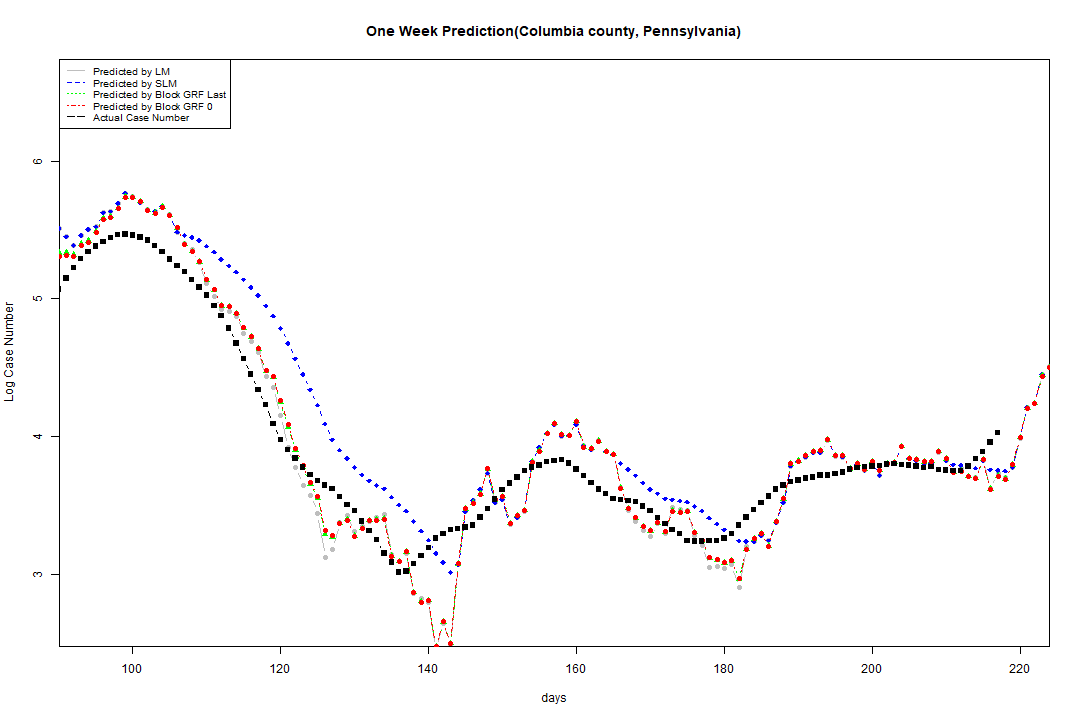 One Week Prediction(Columbia county, Pennsylvania)
Predicted by LM
Predicted by SLM
Predicted by Block GRF Last
Predicted by Block GRF 0
Actual Case Number
6
5
4
3
Log Case Number
100 120 140 160 180 200 220
days